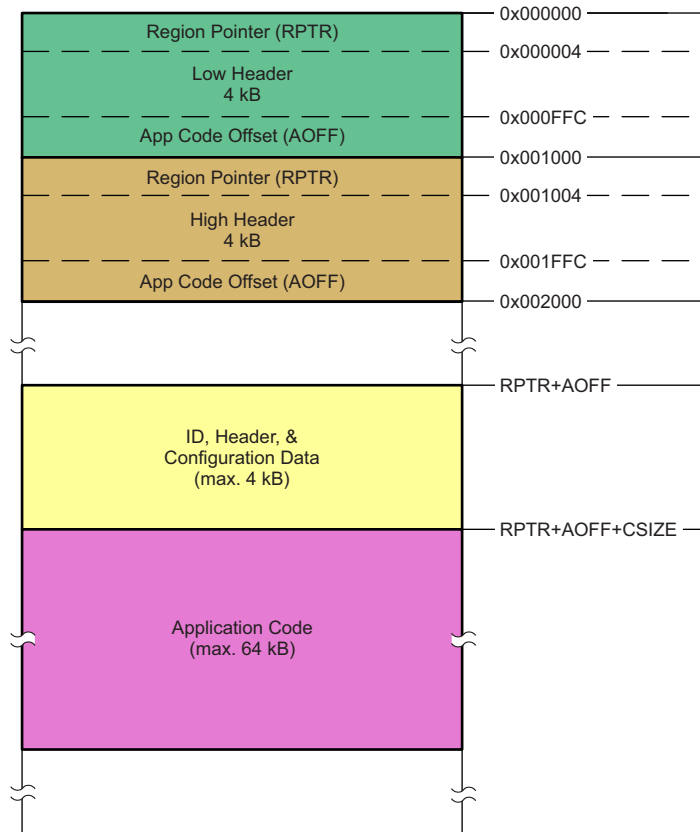 0x000000
Region Pointer (RPTR)
0x000004
Low Header
4 kB
0x000FFC
App Code Offset (AOFF)
0x001000
Region Pointer (RPTR)
0x001004
High Header
4 kB
0x001FFC
App Code Offset (AOFF)
0x002000
RPTR+AOFF
ID, Header, &
Configuration Data
(max. 4 kB)
RPTR+AOFF+CSIZE
Application Code
(max. 64 kB)